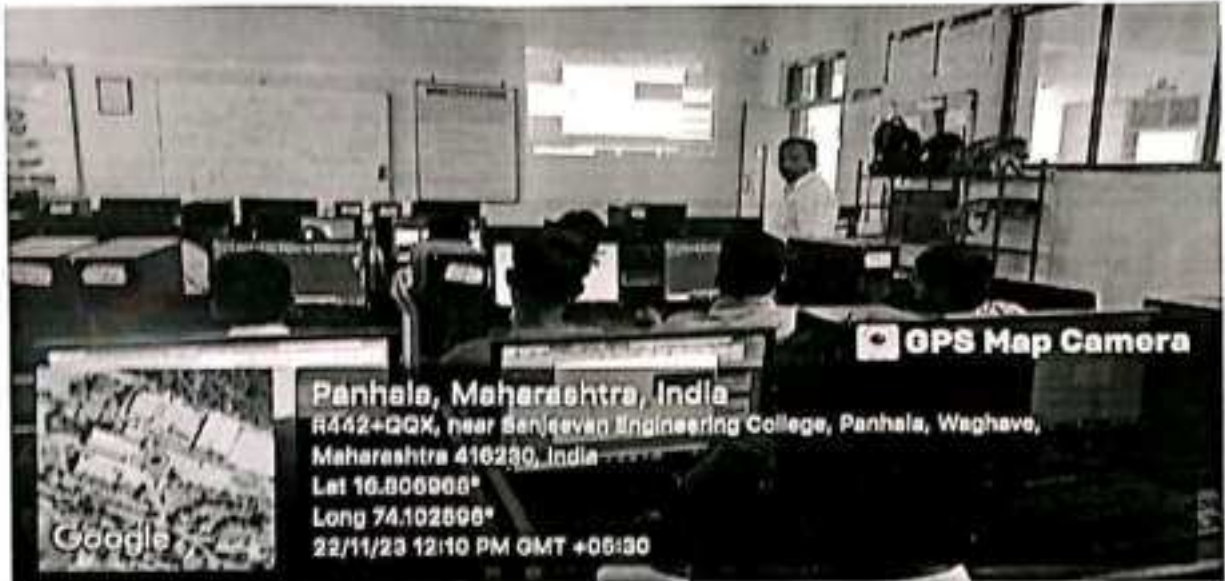 GPS Map Camera
Panhala, Maharashtra, India
R442+QQX, near Sanjeevan Engineering College, Panhala, Waghave,
Maharashtra 416230, India
Lat 16.806968°
Long 74.102698°
22/11/23 12:10 PM GMT +05:30
Google